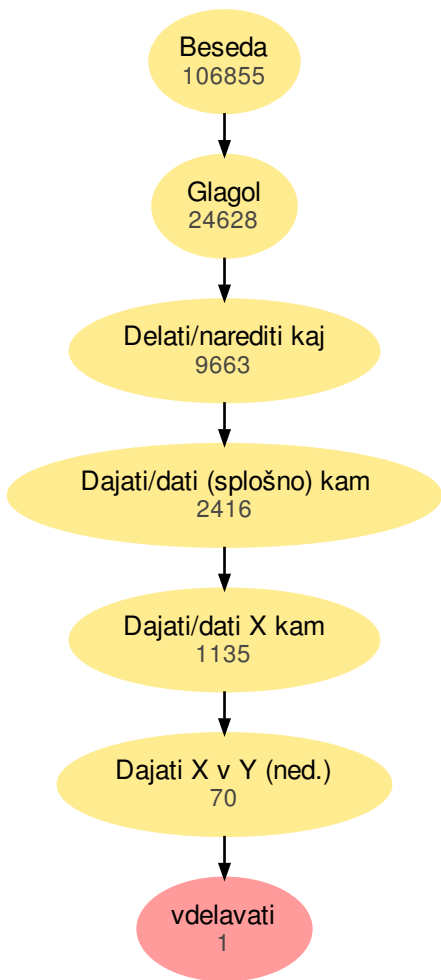 Beseda
106855
Glagol
24628
Delati/narediti kaj
9663
Dajati/dati (splošno) kam
2416
Dajati/dati X kam
1135
Dajati X v Y (ned.)
70
vdelavati
1